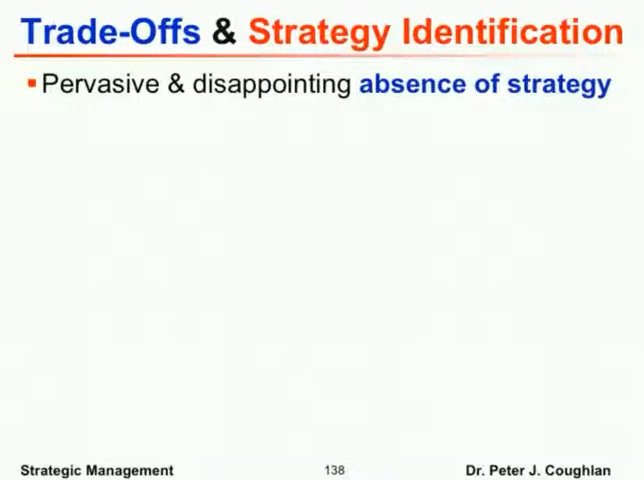 Trade-Offs & Strategy Identification
Pervasive & disappointing absence of strategy
Strategic Management 138 Dr. Peter J. Coughlan